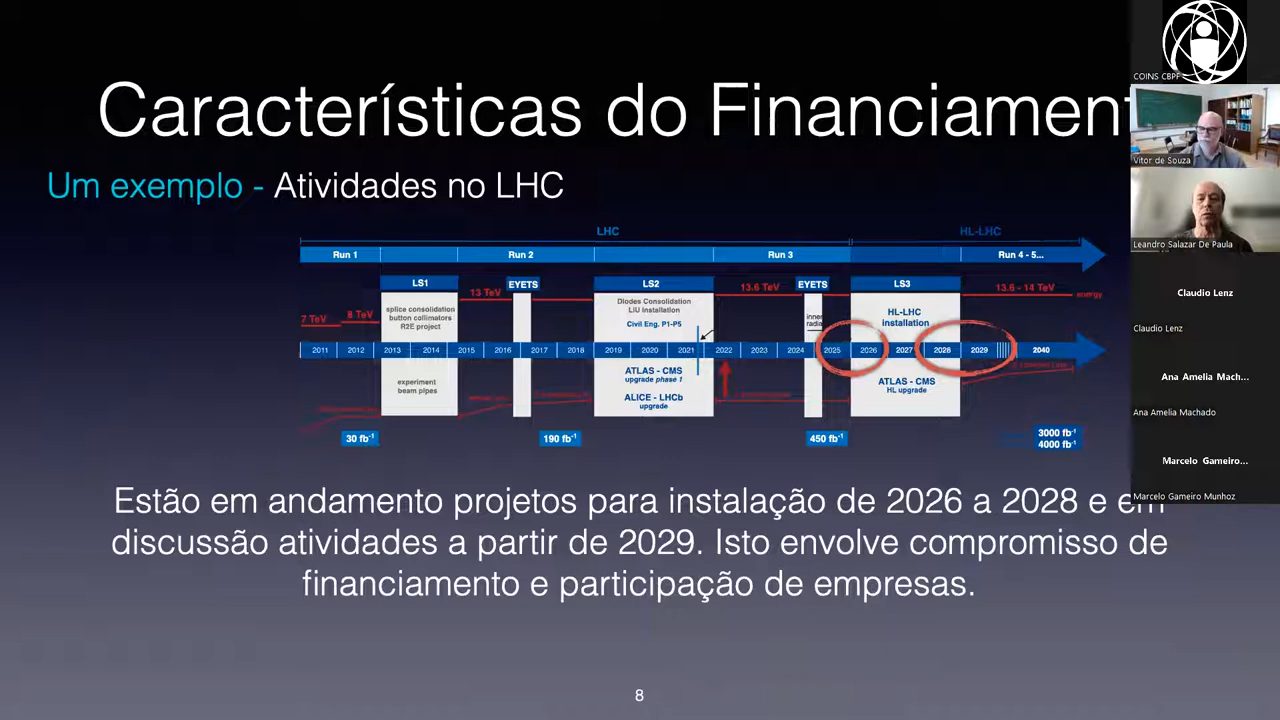 Características do Financiament
Um exemplo - Atividades no LHC
LHC
HL-LHC
Run 1
Run 2
Run 3
Run 4 - 5...
LS1
EYETS
LS2
EYETS
LS3
13 TeV
13.6 TeV
13.6 - 14 TeV
energy
7 TeV
8 TeV
splice consolidation
button collimators
R2E project
Diodes Consolidation
LIU Installation
Civil Eng. P1-P5
inner
radia
HL-LHC
installation
2011
2012
2013
2014
2015
2016
2017
2018
2019
2020
2021
2022
2023
2024
2025
2026
2027
2028
2029
2040
experiment
beam pipes
ATLAS - CMS
upgrade phase 1
ALICE - LHCb
upgrade
ATLAS - CMS
HL upgrade
30 fb-1
190 fb-1
450 fb-1
3000 fb-1
4000 fb-1
Estão em andamento projetos para instalação de 2026 a 2028 e em
discussão atividades a partir de 2029. Isto envolve compromisso de
financiamento e participação de empresas.
8
COINS CBPF
Vitor de Souza
Leandro Salazar De Paula
Claudio Lenz
Claudio Lenz
Ana Amelia Mach...
Ana Amelia Machado
Marcelo Gameiro...
Marcelo Gameiro Munhoz